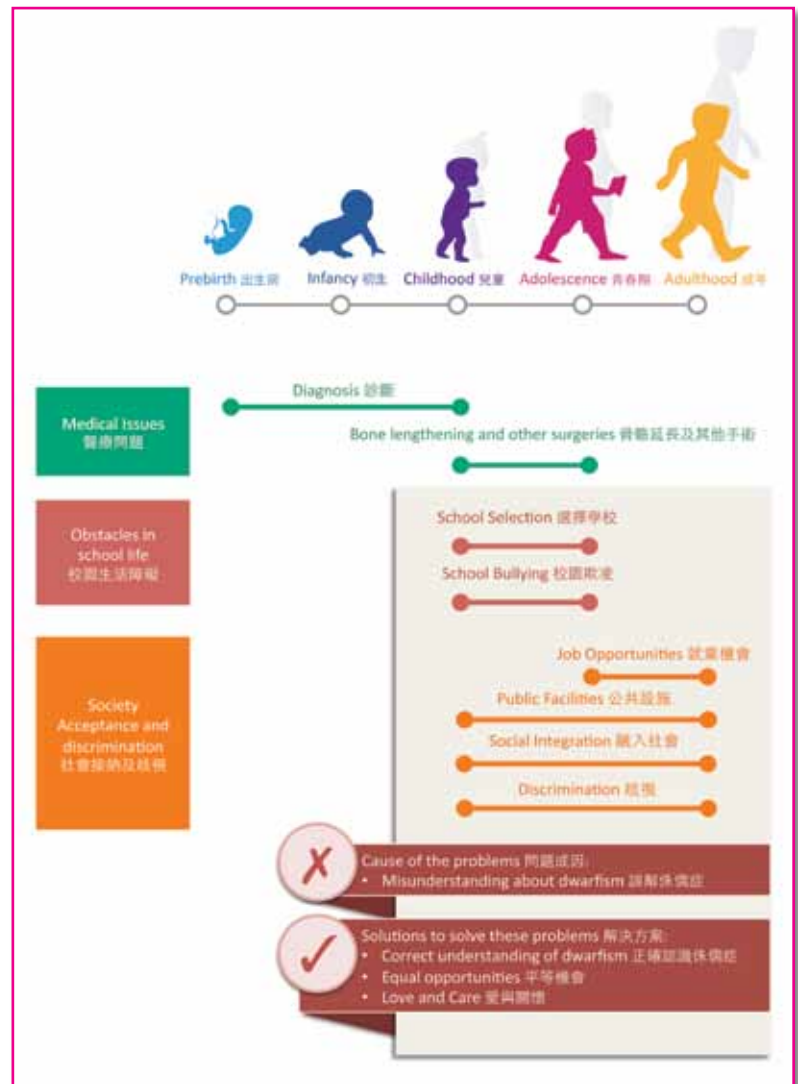 Prebirth 出生前
Infancy 初生
Childhood 兒童
Adolescence 青春期
Adulthood 成年
Medical Issues
醫療問題
Diagnosis 診斷
Bone lengthening and other surgeries 骨骼延長及其他手術
Obstacles in
school life
校園生活障礙
School Selection 選擇學校
School Bullying 校園欺凌
Society
Acceptance and
discrimination
社會接納及歧視
Job Opportunities 就業機會
Public Facilities 公共設施
Social Integration 融入社會
Discrimination 歧視
✗
Cause of the problems 問題成因:
• Misunderstanding about dwarfism 誤解侏儒症
✓
Solutions to solve these problems 解決方案:
• Correct understanding of dwarfism 正確認識侏儒症
• Equal opportunities 平等機會
• Love and Care 愛與關懷